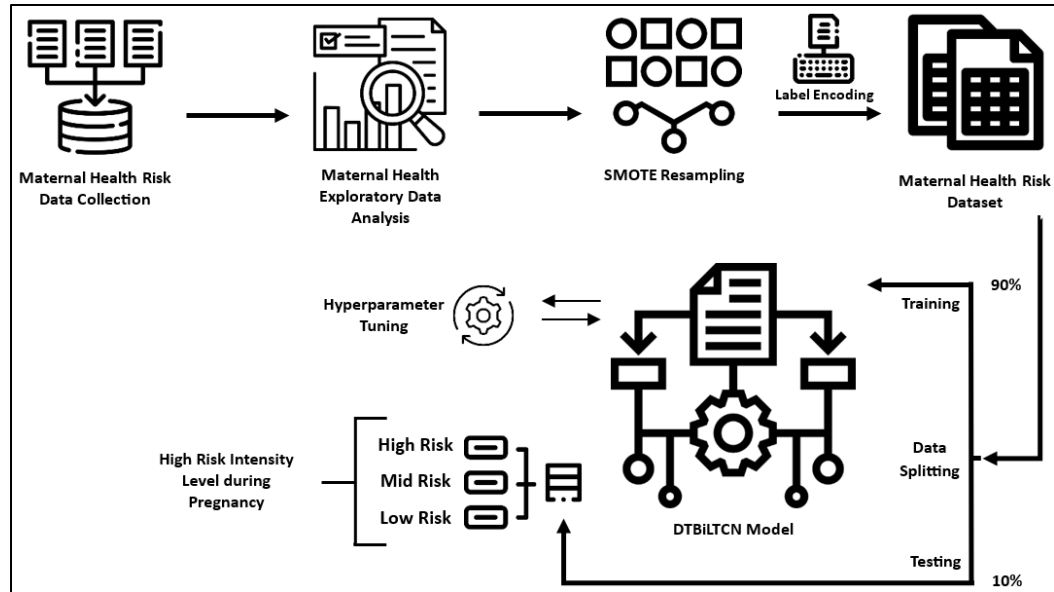 Label Encoding
Maternal Health Risk
Data Collection
Maternal Health
Exploratory Data
Analysis
SMOTE Resampling
Maternal Health Risk
Dataset
Hyperparameter
Tuning
Training
90%
High Risk Intensity
Level during
Pregnancy
High Risk
Mid Risk
Low Risk
DTBiLTCN Model
Data
Splitting
Testing
10%